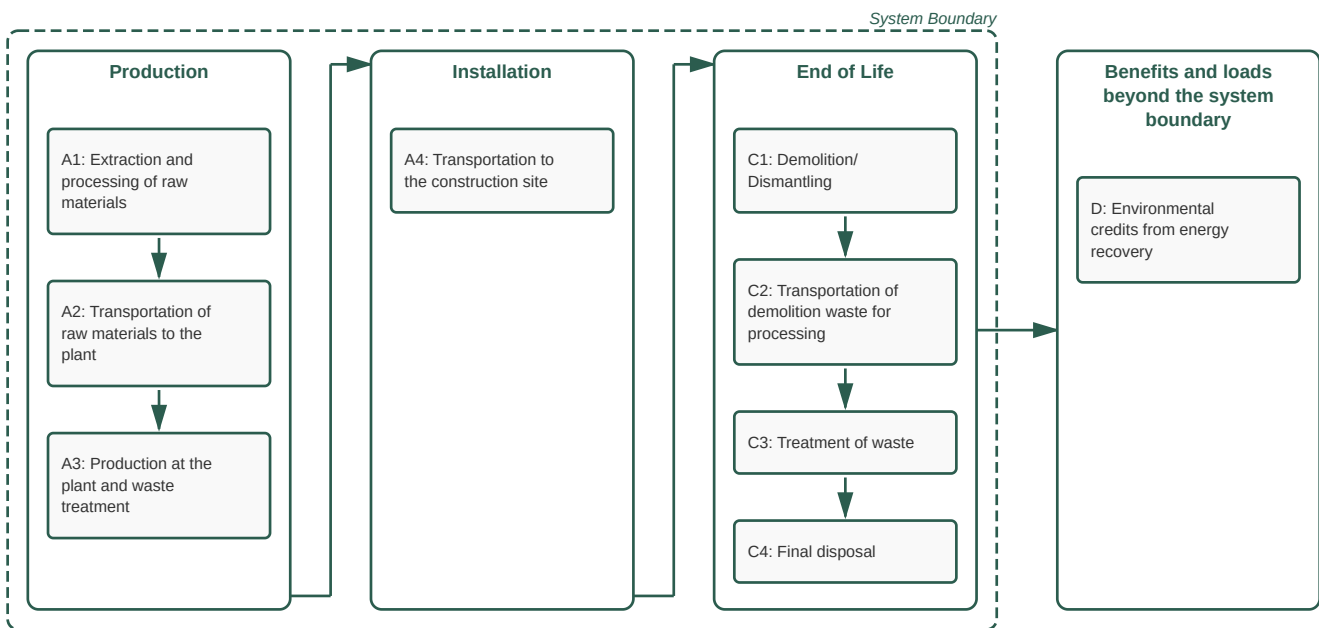 System Boundary
Production
A1: Extraction and
processing of raw
materials
A2: Transportation of
raw materials to the
plant
A3: Production at the
plant and waste
treatment
Installation
A4: Transportation to
the construction site
End of Life
C1: Demolition/
Dismantling
C2: Transportation of
demolition waste for
processing
C3: Treatment of waste
C4: Final disposal
Benefits and loads
beyond the system
boundary
D: Environmental
credits from energy
recovery